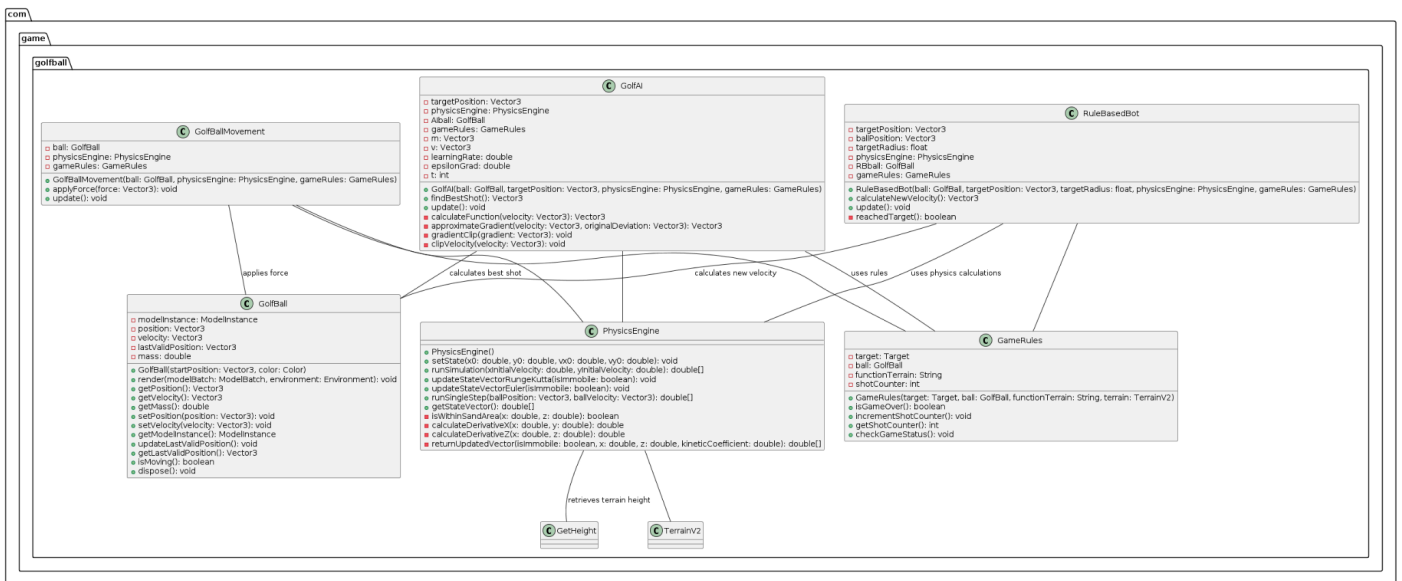 com
game
golfball
C GolfBallMovement
ball: GolfBall
physicsEngine: PhysicsEngine
gameRules: GameRules
GolfBallMovement(ball: GolfBall, physicsEngine: PhysicsEngine, gameRules: GameRules)
applyForce(force: Vector3): void
update(): void
C GolfAI
targetPosition: Vector3
physicsEngine: PhysicsEngine
AIball: GolfBall
gameRules: GameRules
m: Vector3
v: Vector3
learningRate: double
epsilonGrad: double
t: int
GolfAI(ball: GolfBall, targetPosition: Vector3, physicsEngine: PhysicsEngine, gameRules: GameRules)
findBestShot(): Vector3
update(): void
calculateFunction(velocity: Vector3): Vector3
approximateGradient(velocity: Vector3, originalDeviation: Vector3): Vector3
gradientClip(gradient: Vector3): void
clipVelocity(velocity: Vector3): void
C RuleBasedBot
targetPosition: Vector3
ballPosition: Vector3
targetRadius: float
physicsEngine: PhysicsEngine
RBball: GolfBall
gameRules: GameRules
RuleBasedBot(ball: GolfBall, targetPosition: Vector3, targetRadius: float, physicsEngine: PhysicsEngine, gameRules: GameRules)
calculateNewVelocity(): Vector3
update(): void
reachedTarget(): boolean
applies force
calculates best shot
calculates new velocity
uses rules
uses physics calculations
C GolfBall
modelInstance: ModelInstance
position: Vector3
velocity: Vector3
lastValidPosition: Vector3
mass: double
GolfBall(startPosition: Vector3, color: Color)
render(modelBatch: ModelBatch, environment: Environment): void
getPosition(): Vector3
getVelocity(): Vector3
getMass(): double
setPosition(position: Vector3): void
setVelocity(velocity: Vector3): void
getModelInstance(): ModelInstance
updateLastValidPosition(): void
getLastValidPosition(): Vector3
isMoving(): boolean
dispose(): void
C PhysicsEngine
PhysicsEngine()
setState(x0: double, y0: double, vx0: double, vy0: double): void
runSimulation(xInitialVelocity: double, yInitialVelocity: double): double[]
updateStateVectorRungeKutta(isImmobile: boolean): void
updateStateVectorEuler(isImmobile: boolean): void
runSingleStep(ballPosition: Vector3, ballVelocity: Vector3): double[]
getStateVector(): double[]
isWithinSandArea(x: double, z: double): boolean
calculateDerivativeX(x: double, y: double): double
calculateDerivativeZ(x: double, z: double): double
returnUpdatedVector(isImmobile: boolean, x: double, z: double, kineticCoefficient: double): double[]
C GameRules
target: Target
ball: GolfBall
functionTerrain: String
shotCounter: int
GameRules(target: Target, ball: GolfBall, functionTerrain: String, terrain: TerrainV2)
isGameOver(): boolean
incrementShotCounter(): void
getShotCounter(): int
checkGameStatus(): void
retrieves terrain height
C GetHeight
C TerrainV2